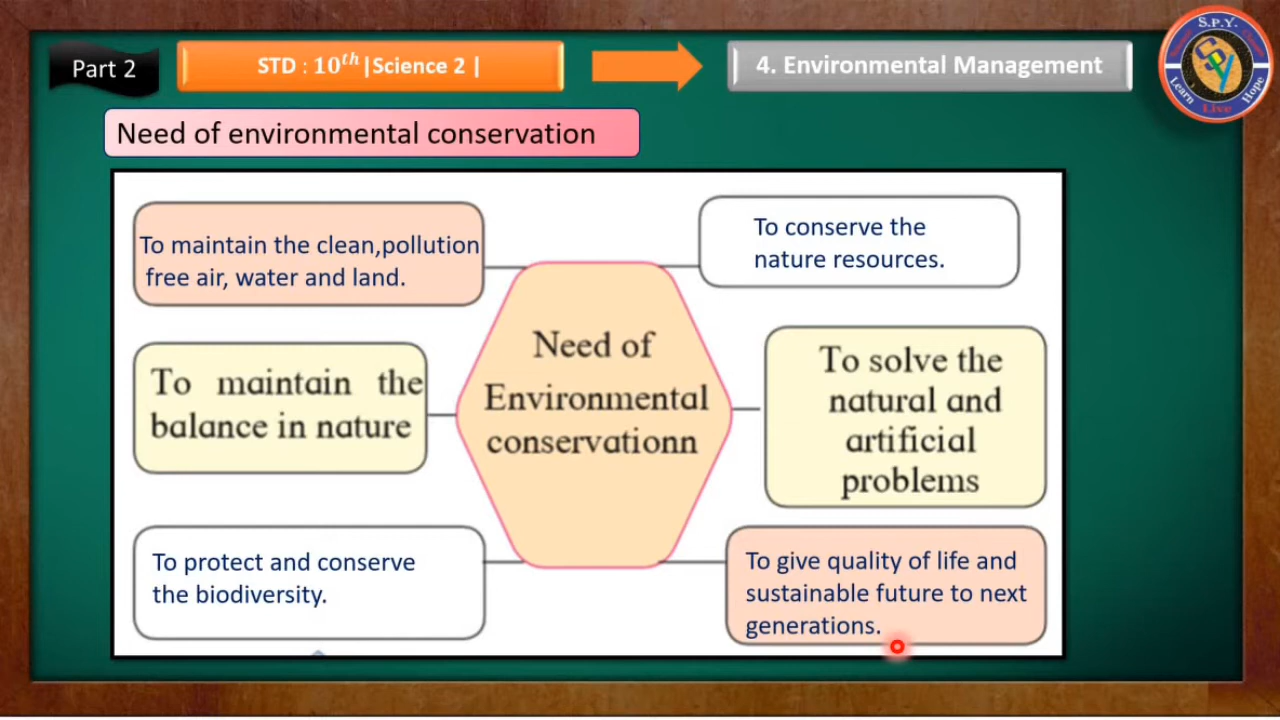 Part 2
STD : 10th |Science 2 |
4. Environmental Management
S.P.Y.
Learn
Live
Hope
Need of environmental conservation
To maintain the clean,pollution
free air, water and land.
To conserve the
nature resources.
Need of
Environmental
conservationn
To maintain the
balance in nature
To solve the
natural and
artificial
problems
To protect and conserve
the biodiversity.
To give quality of life and
sustainable future to next
generations.